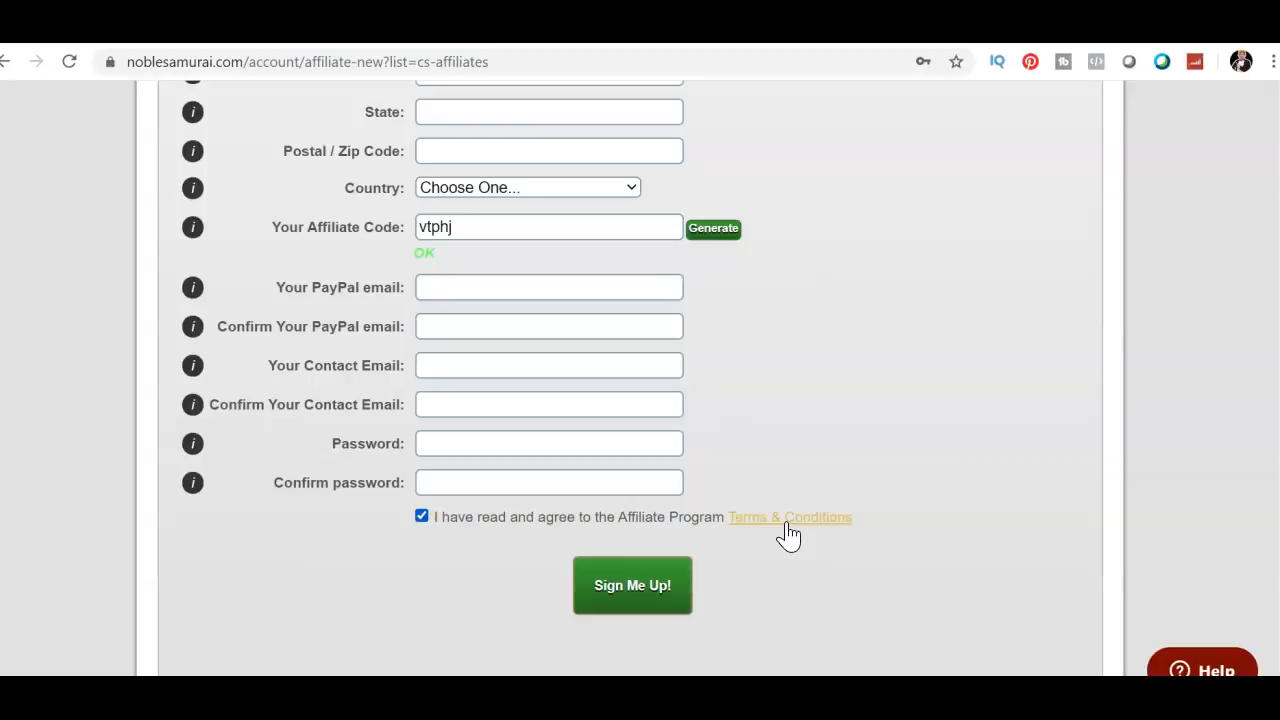 noblesamurai.com/account/affiliate-new?list=cs-affiliates
State:
Postal / Zip Code:
Country: Choose One...
Your Affiliate Code: vtphj Generate
OK
Your PayPal email:
Confirm Your PayPal email:
Your Contact Email:
Confirm Your Contact Email:
Password:
Confirm password:
I have read and agree to the Affiliate Program Terms & Conditions
Sign Me Up!
Help